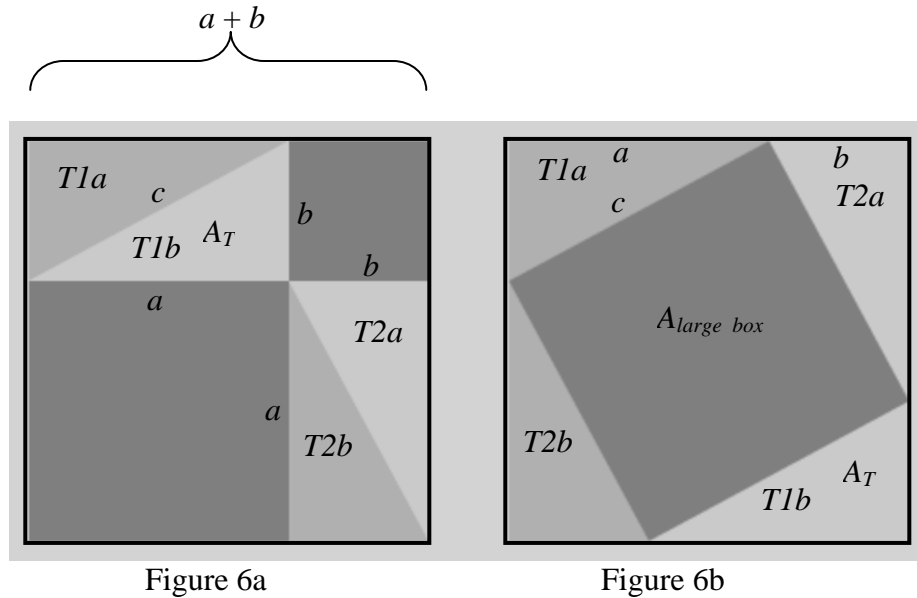 a + b
T1a
c
T1b
A_T
b
b
a
T2a
a
T2b
a
T1a
c
b
T2a
A_large box
T2b
T1b
A_T
Figure 6a
Figure 6b